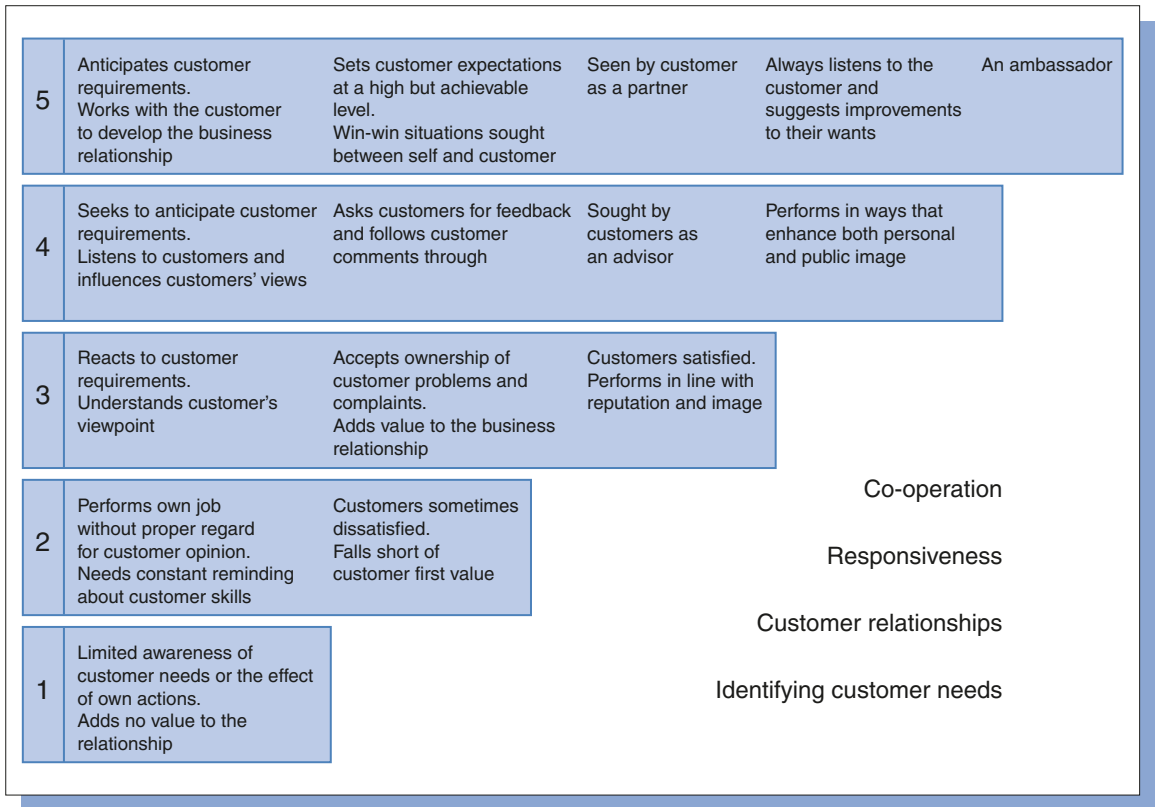 5
Anticipates customer
requirements.
Works with the customer
to develop the business
relationship
Sets customer expectations
at a high but achievable
level.
Win-win situations sought
between self and customer
Seen by customer
as a partner
Always listens to the
customer and
suggests improvements
to their wants
An ambassador
4
Seeks to anticipate customer
requirements.
Listens to customers and
influences customers’ views
Asks customers for feedback
and follows customer
comments through
Sought by
customers as
an advisor
Performs in ways that
enhance both personal
and public image
3
Reacts to customer
requirements.
Understands customer’s
viewpoint
Accepts ownership of
customer problems and
complaints.
Adds value to the business
relationship
Customers satisfied.
Performs in line with
reputation and image
2
Performs own job
without proper regard
for customer opinion.
Needs constant reminding
about customer skills
Customers sometimes
dissatisfied.
Falls short of
customer first value
1
Limited awareness of
customer needs or the effect
of own actions.
Adds no value to the
relationship
Co-operation
Responsiveness
Customer relationships
Identifying customer needs